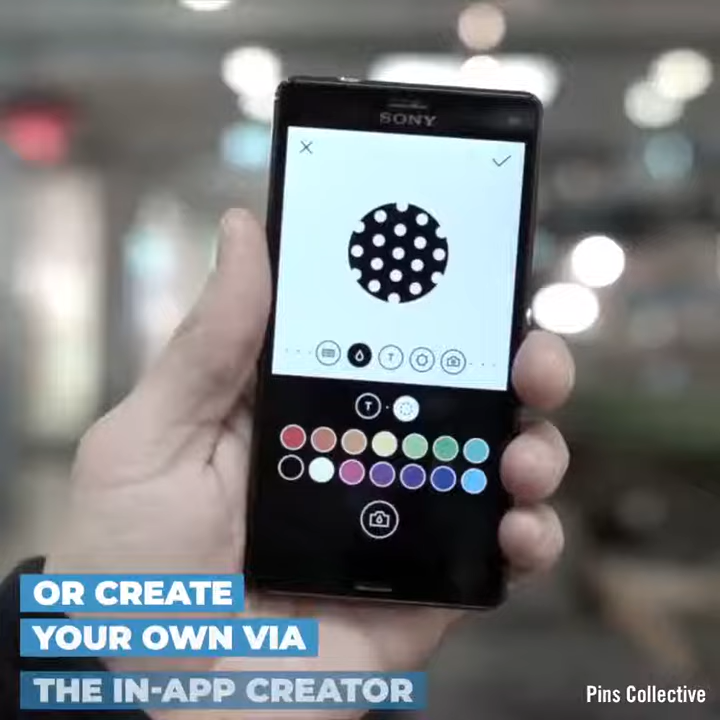 SONY
T
T
OR CREATE
YOUR OWN VIA
THE IN-APP CREATOR
Pins Collective